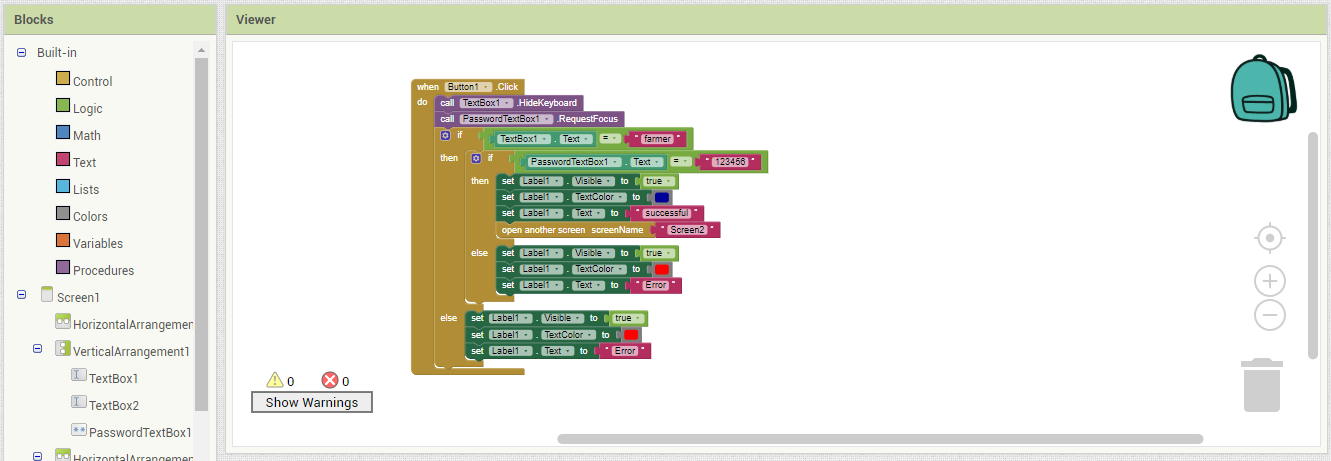 Blocks
Viewer
Built-in
Control
Logic
Math
Text
Lists
Colors
Variables
Procedures
Screen1
HorizontalArrangemen
VerticalArrangement1
TextBox1
TextBox2
PasswordTextBox1
HorizontalArrangemen
when Button1 .Click
do call TextBox1 .HideKeyboard
call PasswordTextBox1 .RequestFocus
if TextBox1 . Text = " farmer "
then if PasswordTextBox1 . Text = " 123456 "
then set Label1 . Visible to true
set Label1 . TextColor to
set Label1 . Text to " successful "
open another screen screenName " Screen2 "
else set Label1 . Visible to true
set Label1 . TextColor to
set Label1 . Text to " Error "
else set Label1 . Visible to true
set Label1 . TextColor to
set Label1 . Text to " Error "
0 0
Show Warnings